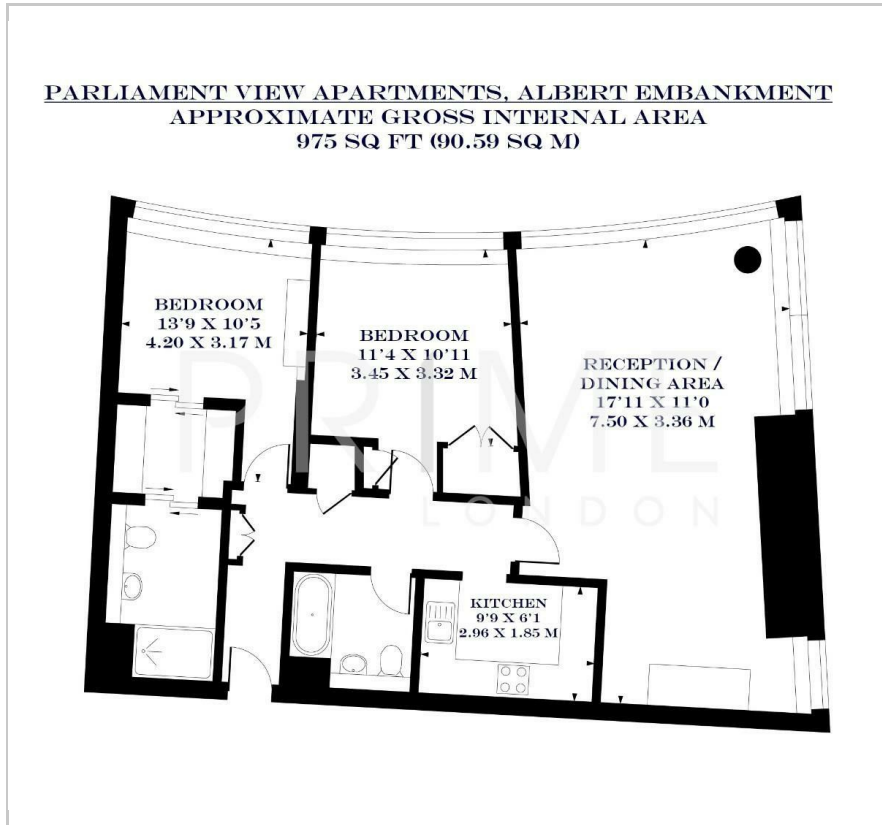 PARLIAMENT VIEW APARTMENTS, ALBERT EMBANKMENT
APPROXIMATE GROSS INTERNAL AREA
975 SQ FT (90.59 SQ M)
BEDROOM
13'9 X 10'5
4.20 X 3.17 M
BEDROOM
11'4 X 10'11
3.45 X 3.32 M
RECEPTION /
DINING AREA
17'11 X 11'0
7.50 X 3.36 M
PRIME
LONDON
KITCHEN
9'9 X 6'1
2.96 X 1.85 M